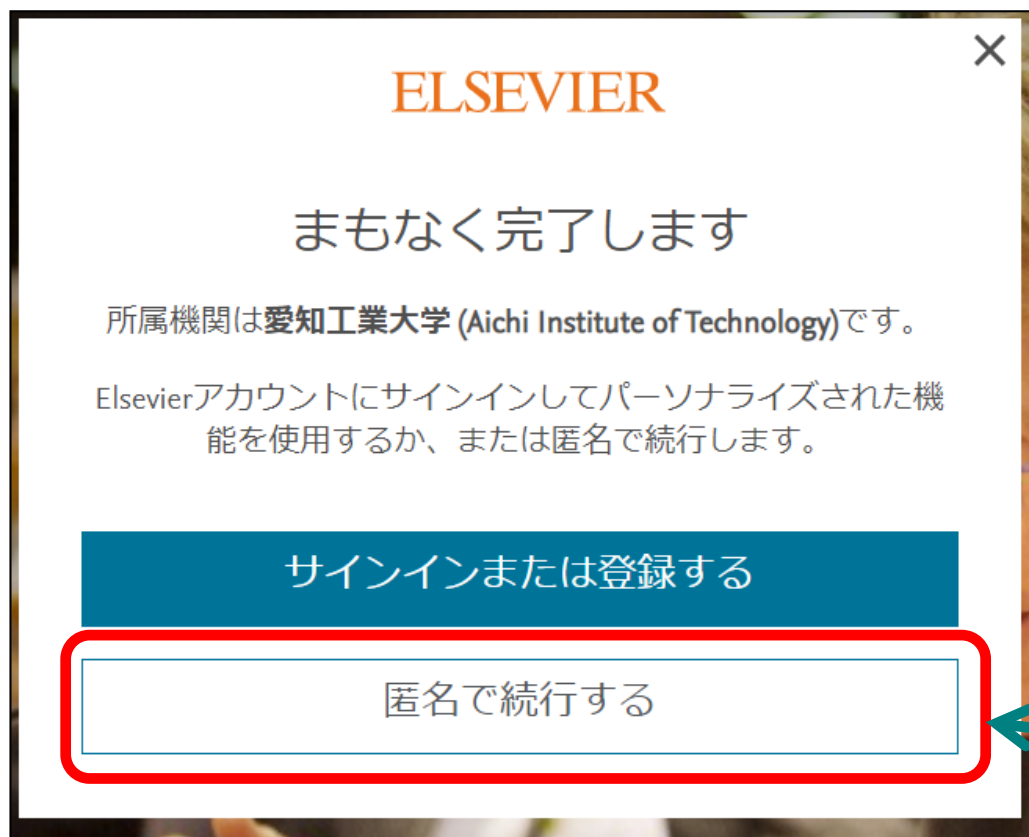 ELSEVIER
まもなく完了します
所属機関は愛知工業大学 (Aichi Institute of Technology)です。
Elsevierアカウントにサインインしてパーソナライズされた機
能を使用するか、または匿名で続行します。
サインインまたは登録する
匿名で続行する